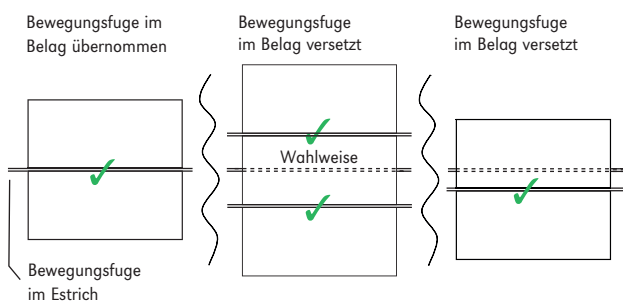 Bewegungsfuge im
Belag übernommen
Bewegungsfuge
im Belag versetzt
Bewegungsfuge
im Belag versetzt
Wahlweise
Bewegungsfuge
im Estrich